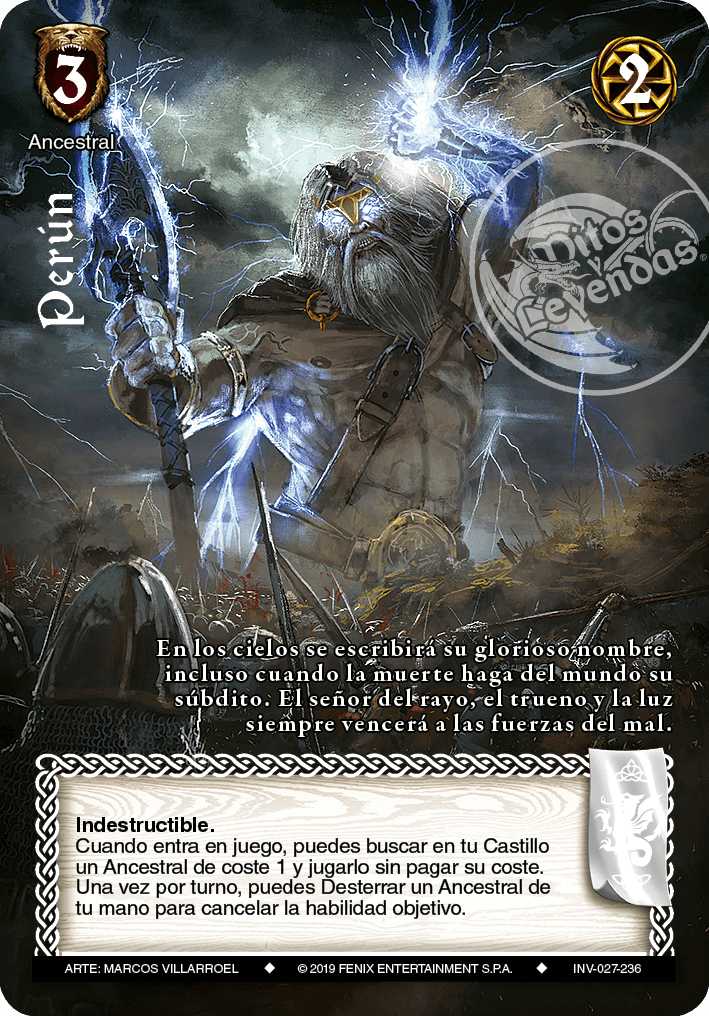 3
2
Ancestral
Perún
Mitos
y
Leyendas®
En los cielos se escribirá su glorioso nombre,
incluso cuando la muerte haga del mundo su
súbdito. El señor del rayo, el trueno y la luz
siempre vencerá a las fuerzas del mal.
Indestructible.
Cuando entra en juego, puedes buscar en tu Castillo
un Ancestral de coste 1 y jugarlo sin pagar su coste.
Una vez por turno, puedes Desterrar un Ancestral de
tu mano para cancelar la habilidad objetivo.
ARTE: MARCOS VILLARROEL ◆ © 2019 FENIX ENTERTAINMENT S.P.A. ◆ INV-027-236